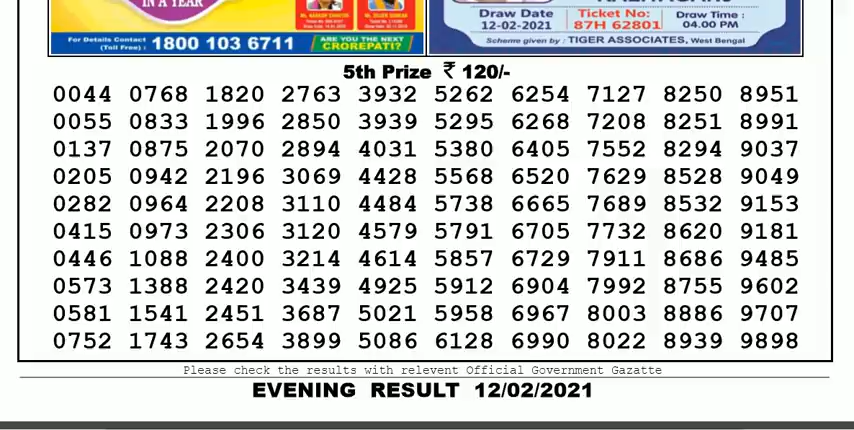 IN A YEAR
Draw Date
12-02-2021
Ticket No:
87H 62801
Draw Time :
04.00 PM
For Details Contact
(Toll Free) : 1800 103 6711
ARE YOU THE NEXT
CROREPATI?
Scheme given by : TIGER ASSOCIATES, West Bengal
5th Prize ₹ 120/-
0044 0768 1820 2763 3932 5262 6254 7127 8250 8951
0055 0833 1996 2850 3939 5295 6268 7208 8251 8991
0137 0875 2070 2894 4031 5380 6405 7552 8294 9037
0205 0942 2196 3069 4428 5568 6520 7629 8528 9049
0282 0964 2208 3110 4484 5738 6665 7689 8532 9153
0415 0973 2306 3120 4579 5791 6705 7732 8620 9181
0446 1088 2400 3214 4614 5857 6729 7911 8686 9485
0573 1388 2420 3439 4925 5912 6904 7992 8755 9602
0581 1541 2451 3687 5021 5958 6967 8003 8886 9707
0752 1743 2654 3899 5086 6128 6990 8022 8939 9898
Please check the results with relevent Official Government Gazatte
EVENING RESULT 12/02/2021